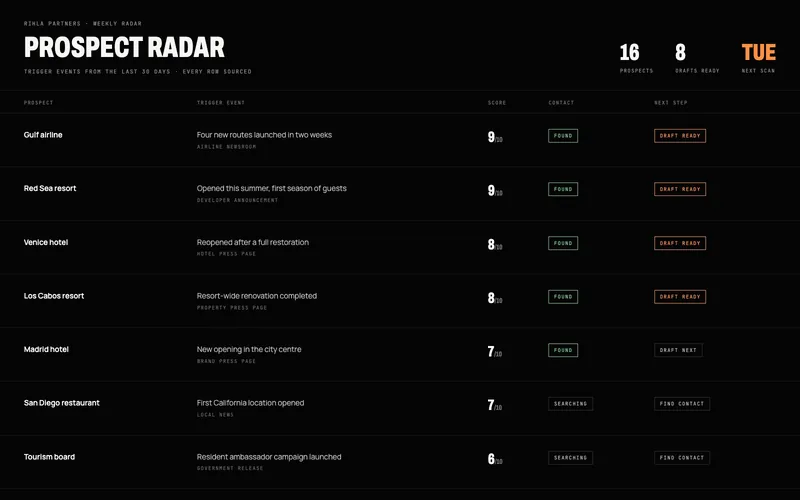 RIHLA PARTNERS · WEEKLY RADAR
PROSPECT RADAR
TRIGGER EVENTS FROM THE LAST 30 DAYS · EVERY ROW SOURCED
16
PROSPECTS
8
DRAFTS READY
TUE
NEXT SCAN
PROSPECT TRIGGER EVENT SCORE CONTACT NEXT STEP
Gulf airline Four new routes launched in two weeks 9/10 FOUND DRAFT READY
AIRLINE NEWSROOM
Red Sea resort Opened this summer, first season of guests 9/10 FOUND DRAFT READY
DEVELOPER ANNOUNCEMENT
Venice hotel Reopened after a full restoration 8/10 FOUND DRAFT READY
HOTEL PRESS PAGE
Los Cabos resort Resort-wide renovation completed 8/10 FOUND DRAFT READY
PROPERTY PRESS PAGE
Madrid hotel New opening in the city centre 7/10 FOUND DRAFT NEXT
BRAND PRESS PAGE
San Diego restaurant First California location opened 7/10 SEARCHING FIND CONTACT
LOCAL NEWS
Tourism board Resident ambassador campaign launched 6/10 SEARCHING FIND CONTACT
GOVERNMENT RELEASE